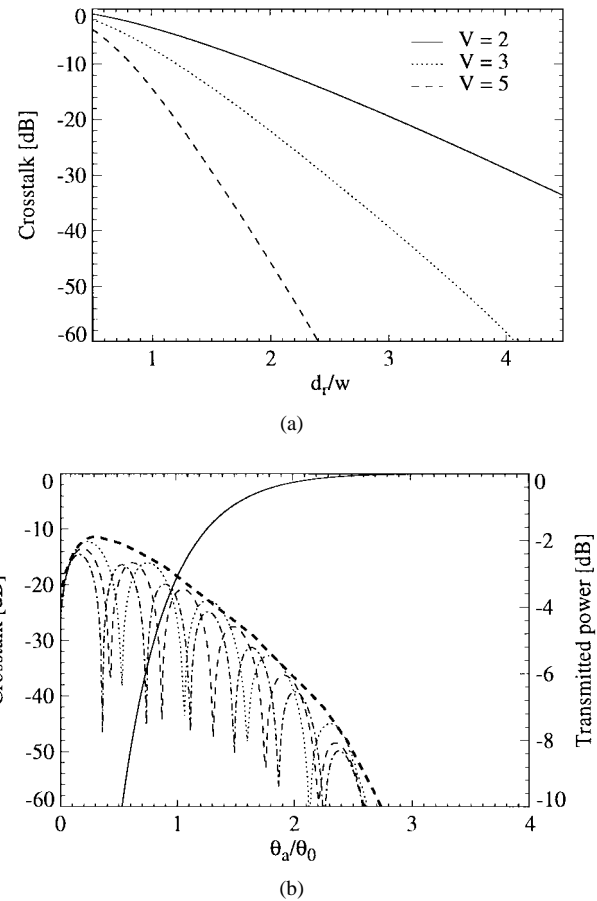 0
-10
-20
-30
-40
-50
-60
Crosstalk [dB]
V = 2
V = 3
V = 5
1
2
3
4
d_r/w
(a)
0
-10
-20
-30
-40
-50
-60
Crosstalk [dB]
0
-2
-4
-6
-8
-10
Transmitted power [dB]
0
1
2
3
4
θ_a/θ_0
(b)